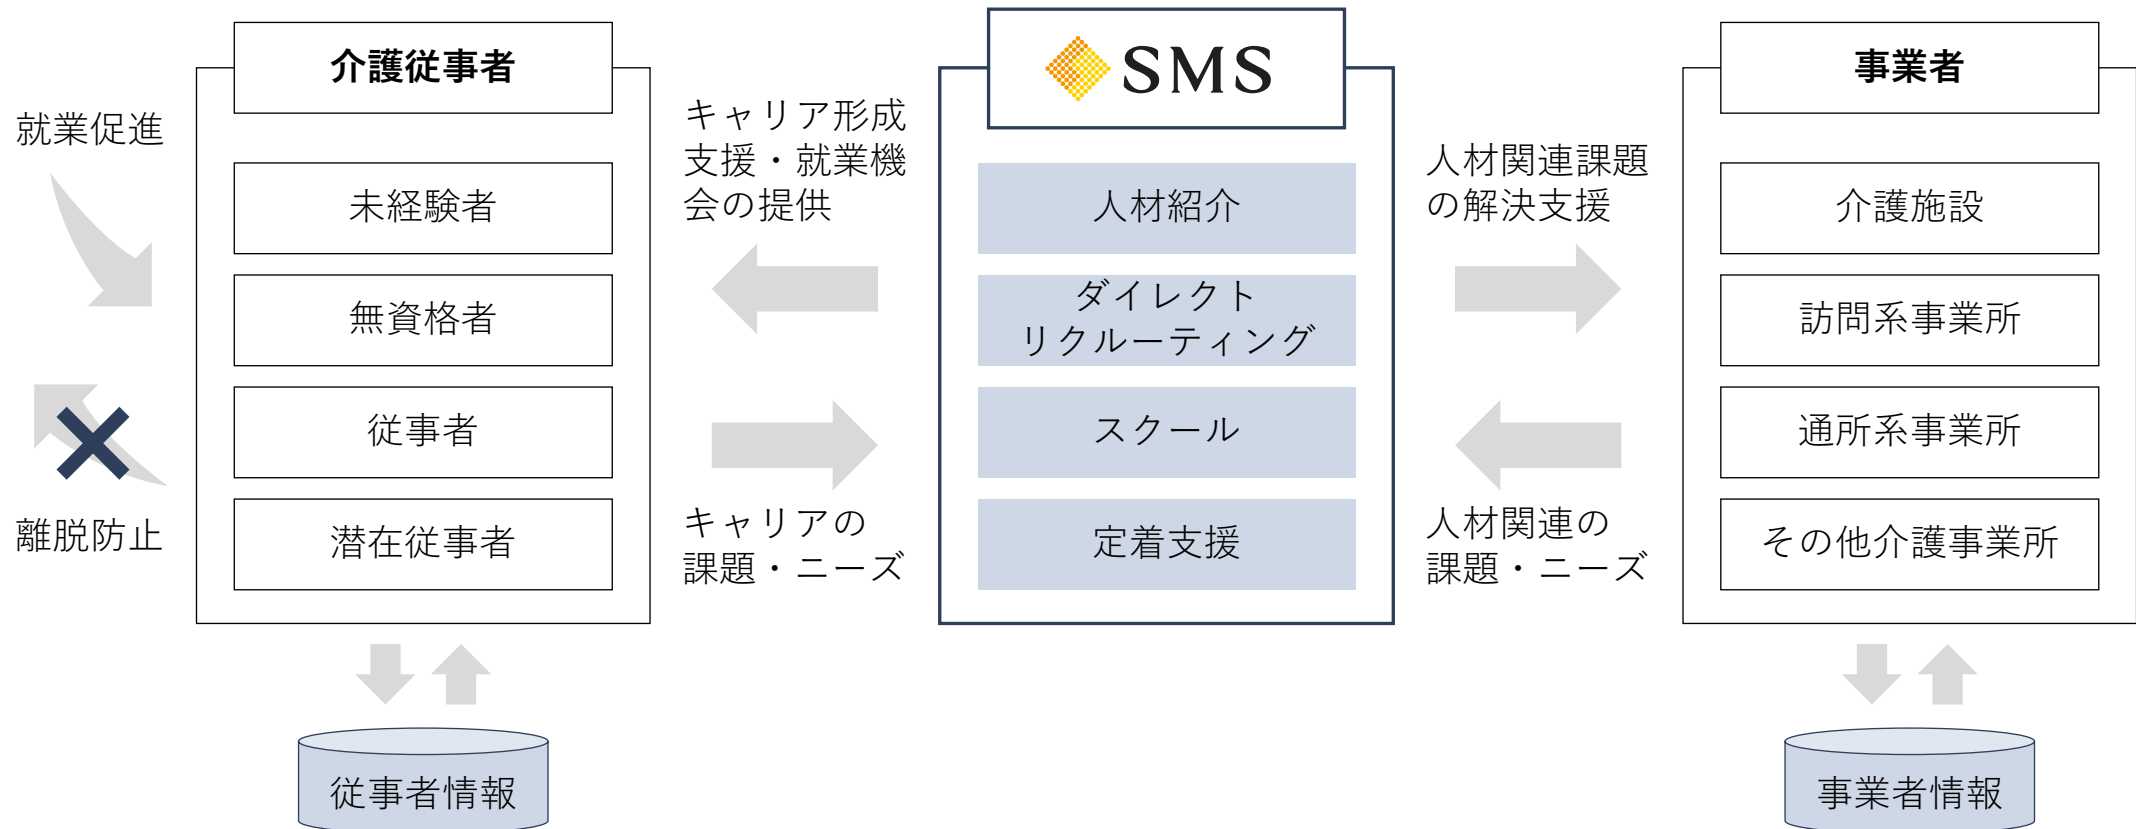 介護従事者
SMS
事業者
就業促進
離脱防止
未経験者
無資格者
従事者
潜在従事者
キャリア形成
支援・就業機
会の提供
キャリアの
課題・ニーズ
人材紹介
ダイレクト
リクルーティング
スクール
定着支援
人材関連課題
の解決支援
人材関連の
課題・ニーズ
介護施設
訪問系事業所
通所系事業所
その他介護事業所
従事者情報
事業者情報